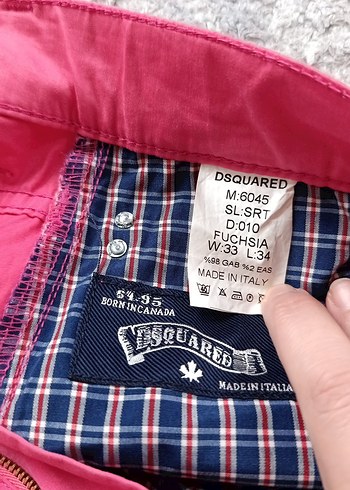 DSQUARED
M:6045
SL:SRT
D:010
FUCHSIA
W:33 L:34
%98 GAB %2 EAS
MADE IN ITALY
64.95
BORN IN CANADA
DSQUARED
MADE IN ITALIA